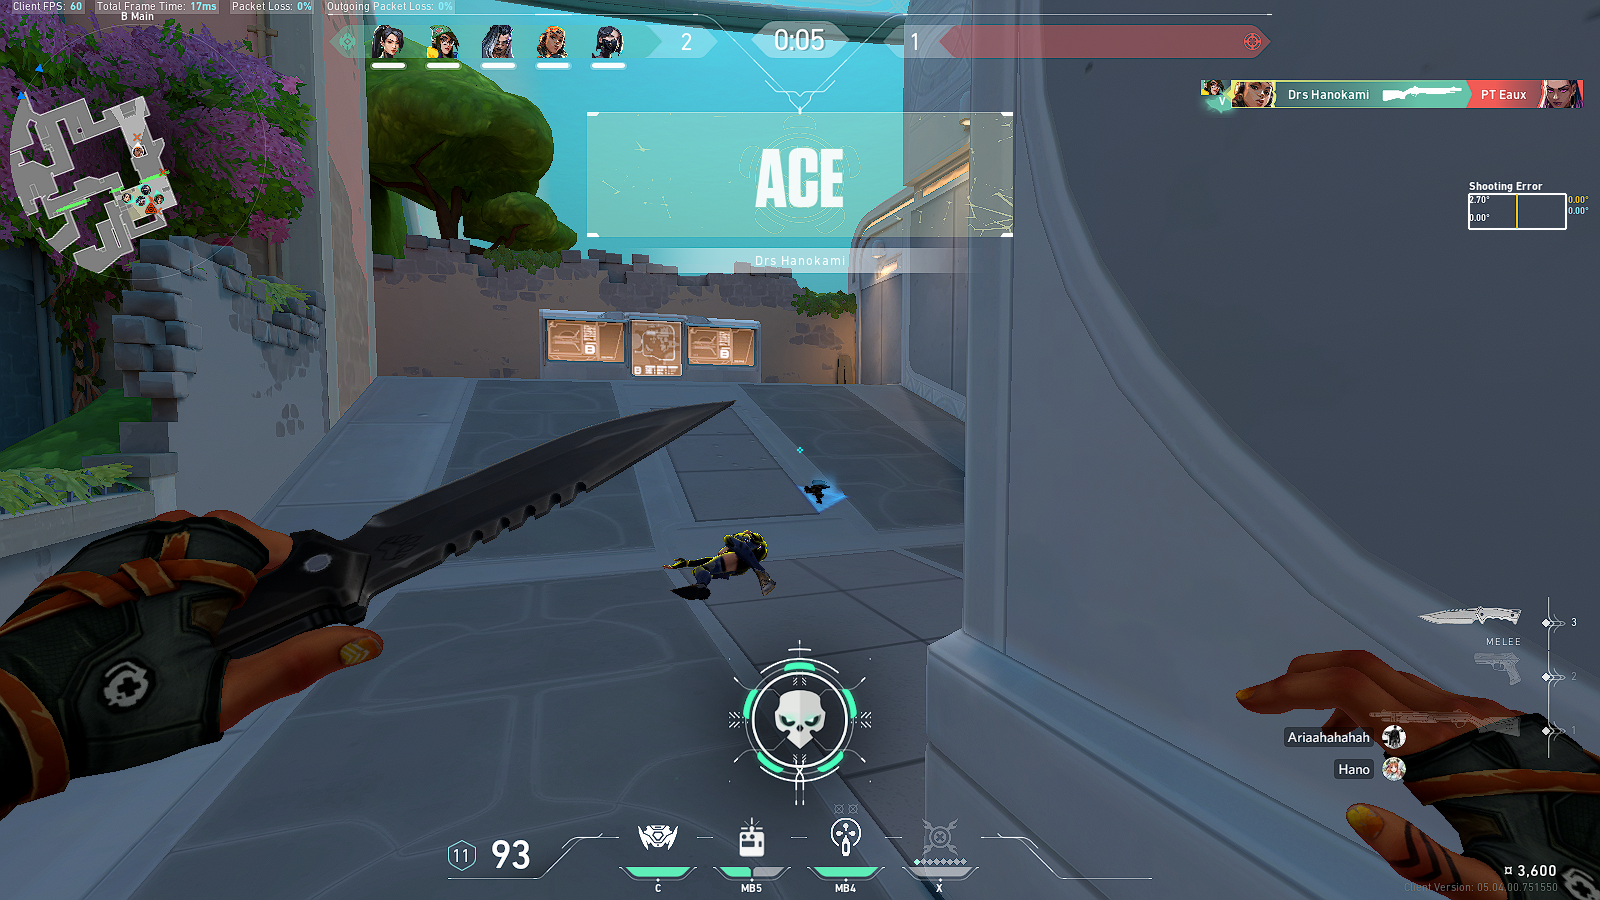 Client FPS: 60
Total Frame Time: 17ms
Packet Loss: 0%
Outgoing Packet Loss: 0%
B Main
2
0:05
1
V
Drs Hanokami
PT Eaux
ACE
Drs Hanokami
Shooting Error
2.70°
0.00°
0.00°
0.00°
B
B
B
3
MELEE
2
1
Ariaahahahah
Hano
11
93
C
MB5
MB4
X
¤ 3,600
Client Version: 05.04.00.751550